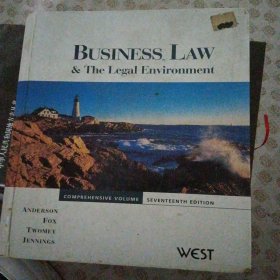 BUSINESS LAW
& The Legal Environment
COMPREHENSIVE VOLUME SEVENTEENTH EDITION
ANDERSON
FOX
TWOMEY
JENNINGS
WEST